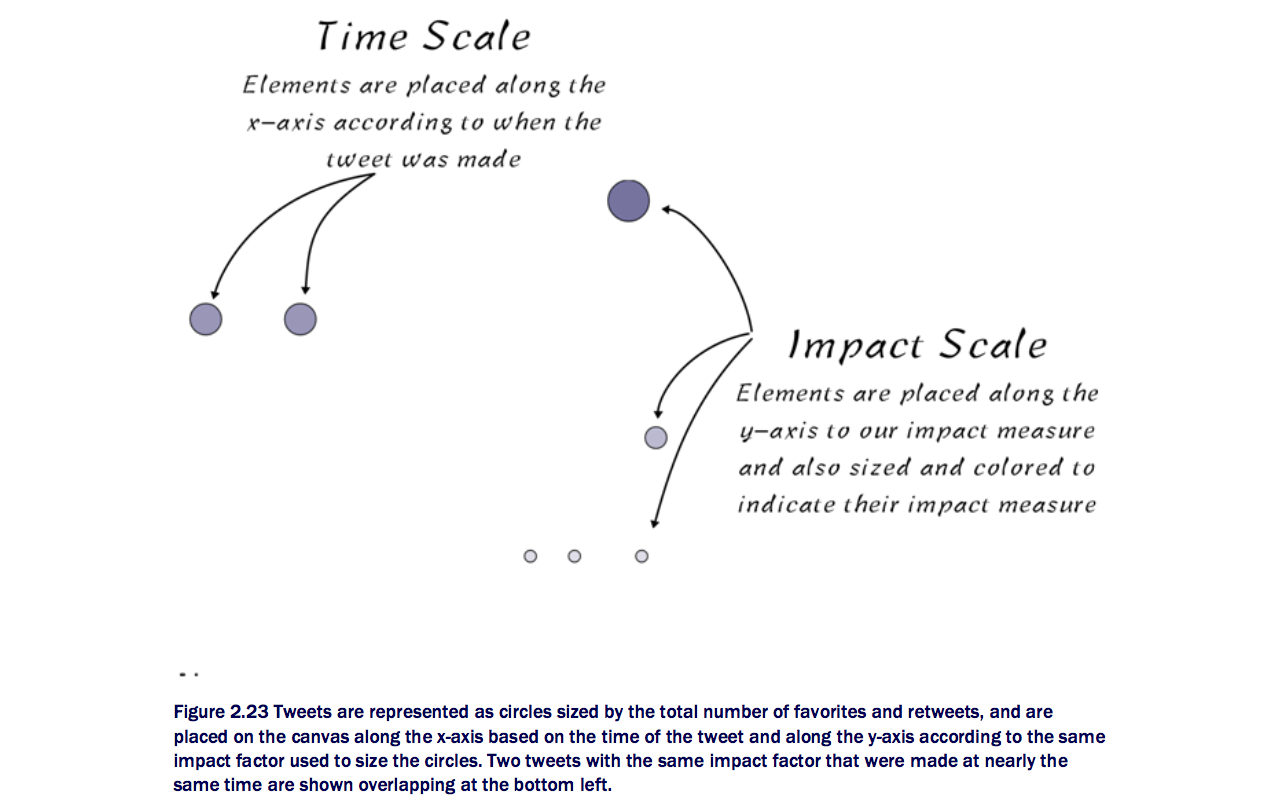 Time Scale
Elements are placed along the
x-axis according to when the
tweet was made
Impact Scale
Elements are placed along the
y-axis to our impact measure
and also sized and colored to
indicate their impact measure
Figure 2.23 Tweets are represented as circles sized by the total number of favorites and retweets, and are
placed on the canvas along the x-axis based on the time of the tweet and along the y-axis according to the same
impact factor used to size the circles. Two tweets with the same impact factor that were made at nearly the
same time are shown overlapping at the bottom left.